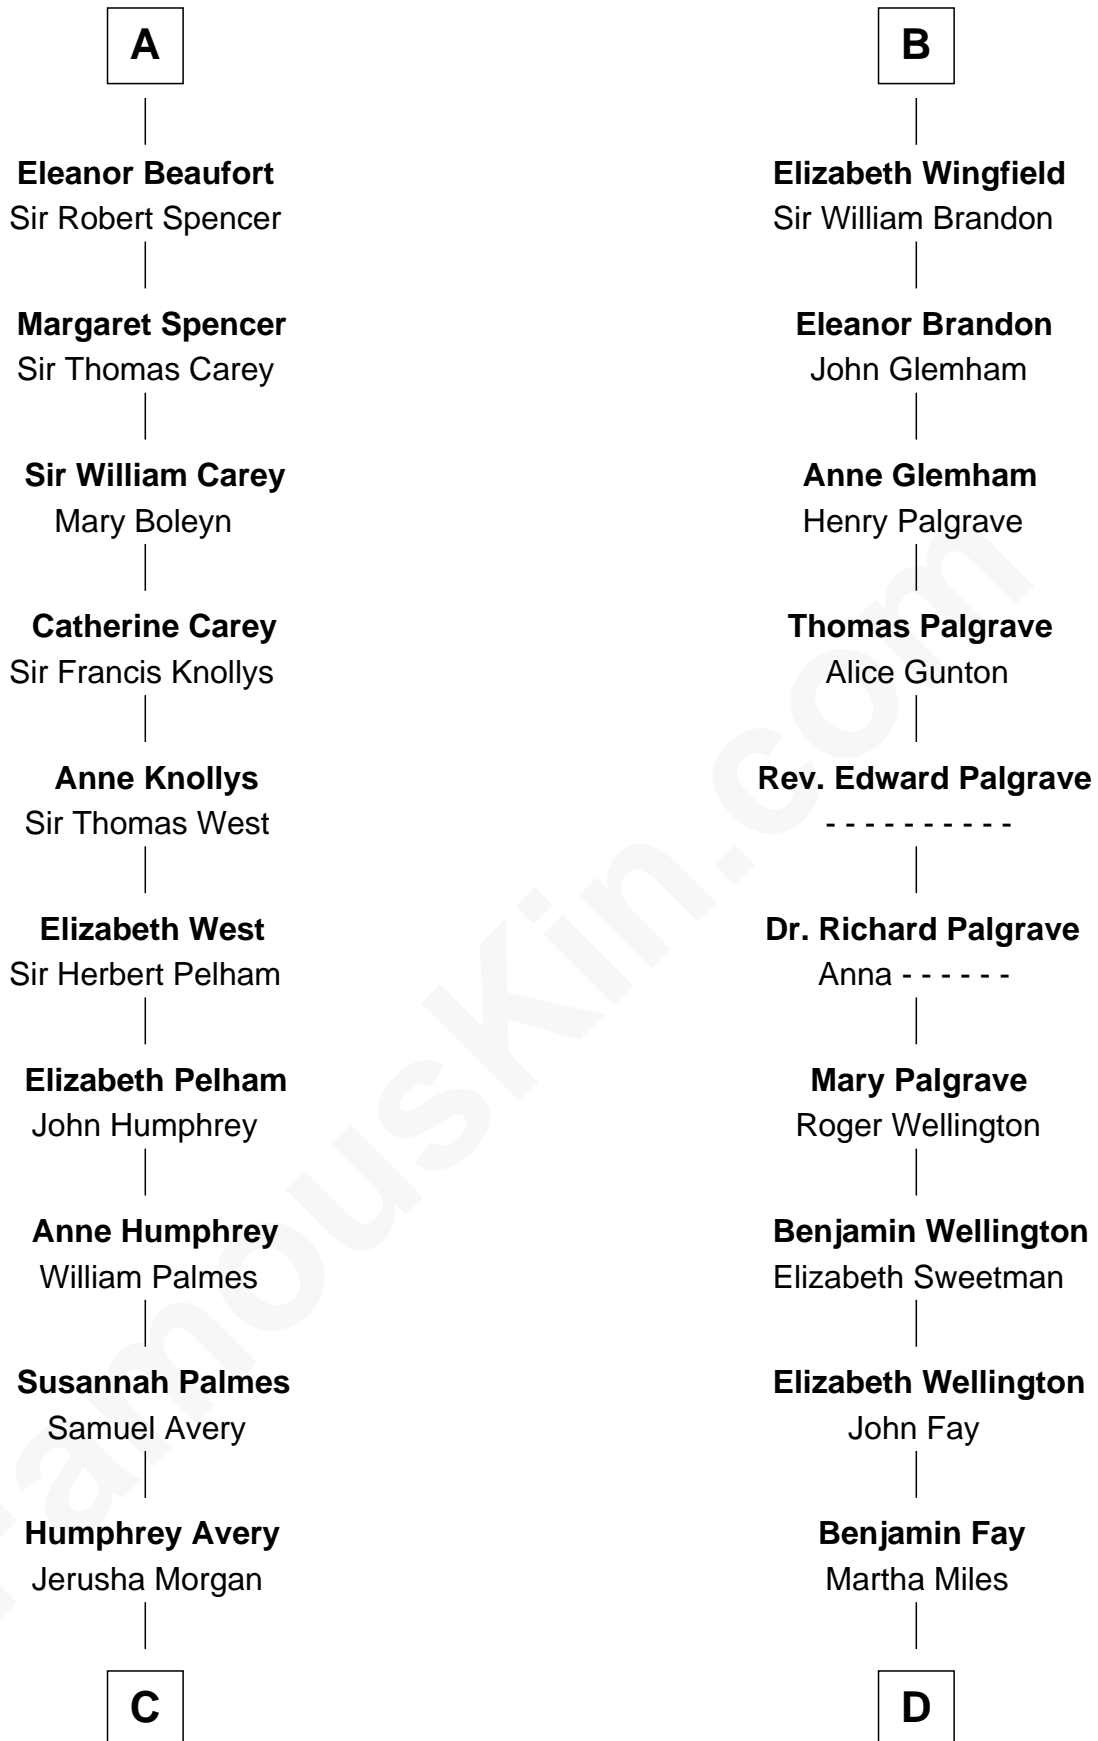 A
Eleanor Beaufort
Sir Robert Spencer
Margaret Spencer
Sir Thomas Carey
Sir William Carey
Mary Boleyn
Catherine Carey
Sir Francis Knollys
Anne Knollys
Sir Thomas West
Elizabeth West
Sir Herbert Pelham
Elizabeth Pelham
John Humphrey
Anne Humphrey
William Palmes
Susannah Palmes
Samuel Avery
Humphrey Avery
Jerusha Morgan
C
B
Elizabeth Wingfield
Sir William Brandon
Eleanor Brandon
John Glemham
Anne Glemham
Henry Palgrave
Thomas Palgrave
Alice Gunton
Rev. Edward Palgrave
- - - - - - - - - -
Dr. Richard Palgrave
Anna - - - - - -
Mary Palgrave
Roger Wellington
Benjamin Wellington
Elizabeth Sweetman
Elizabeth Wellington
John Fay
Benjamin Fay
Martha Miles
D
FamousKin.com